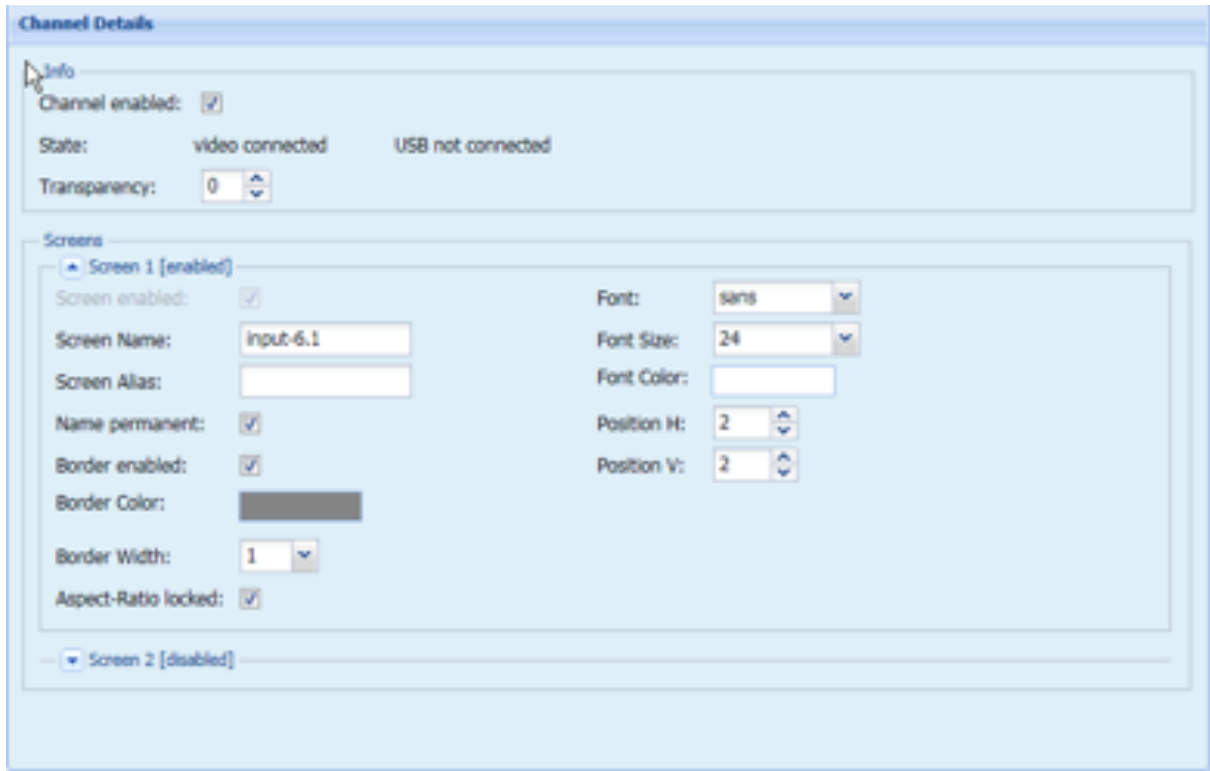 Channel Details
Info
Channel enabled:
State: video connected USB not connected
Transparency: 0
Screens
Screen 1 [enabled]
Screen enabled:
Font: sans
Screen Name: input-6.1
Font Size: 24
Screen Alias:
Font Color:
Name permanent:
Position H: 2
Border enabled:
Position V: 2
Border Color:
Border Width: 1
Aspect-Ratio locked:
Screen 2 [disabled]